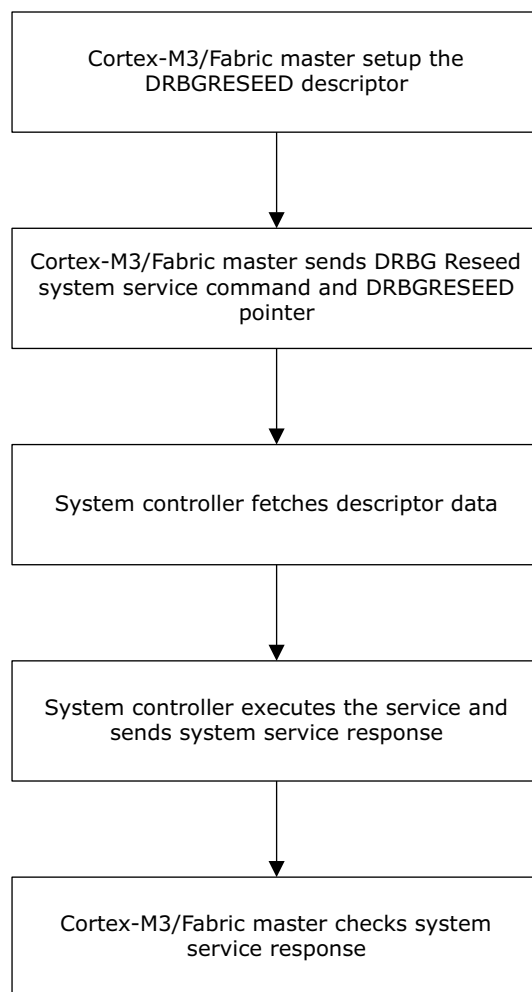 Cortex-M3/Fabric master setup the
DRBGRESEED descriptor
Cortex-M3/Fabric master sends DRBG Reseed
system service command and DRBGRESEED
pointer
System controller fetches descriptor data
System controller executes the service and
sends system service response
Cortex-M3/Fabric master checks system
service response